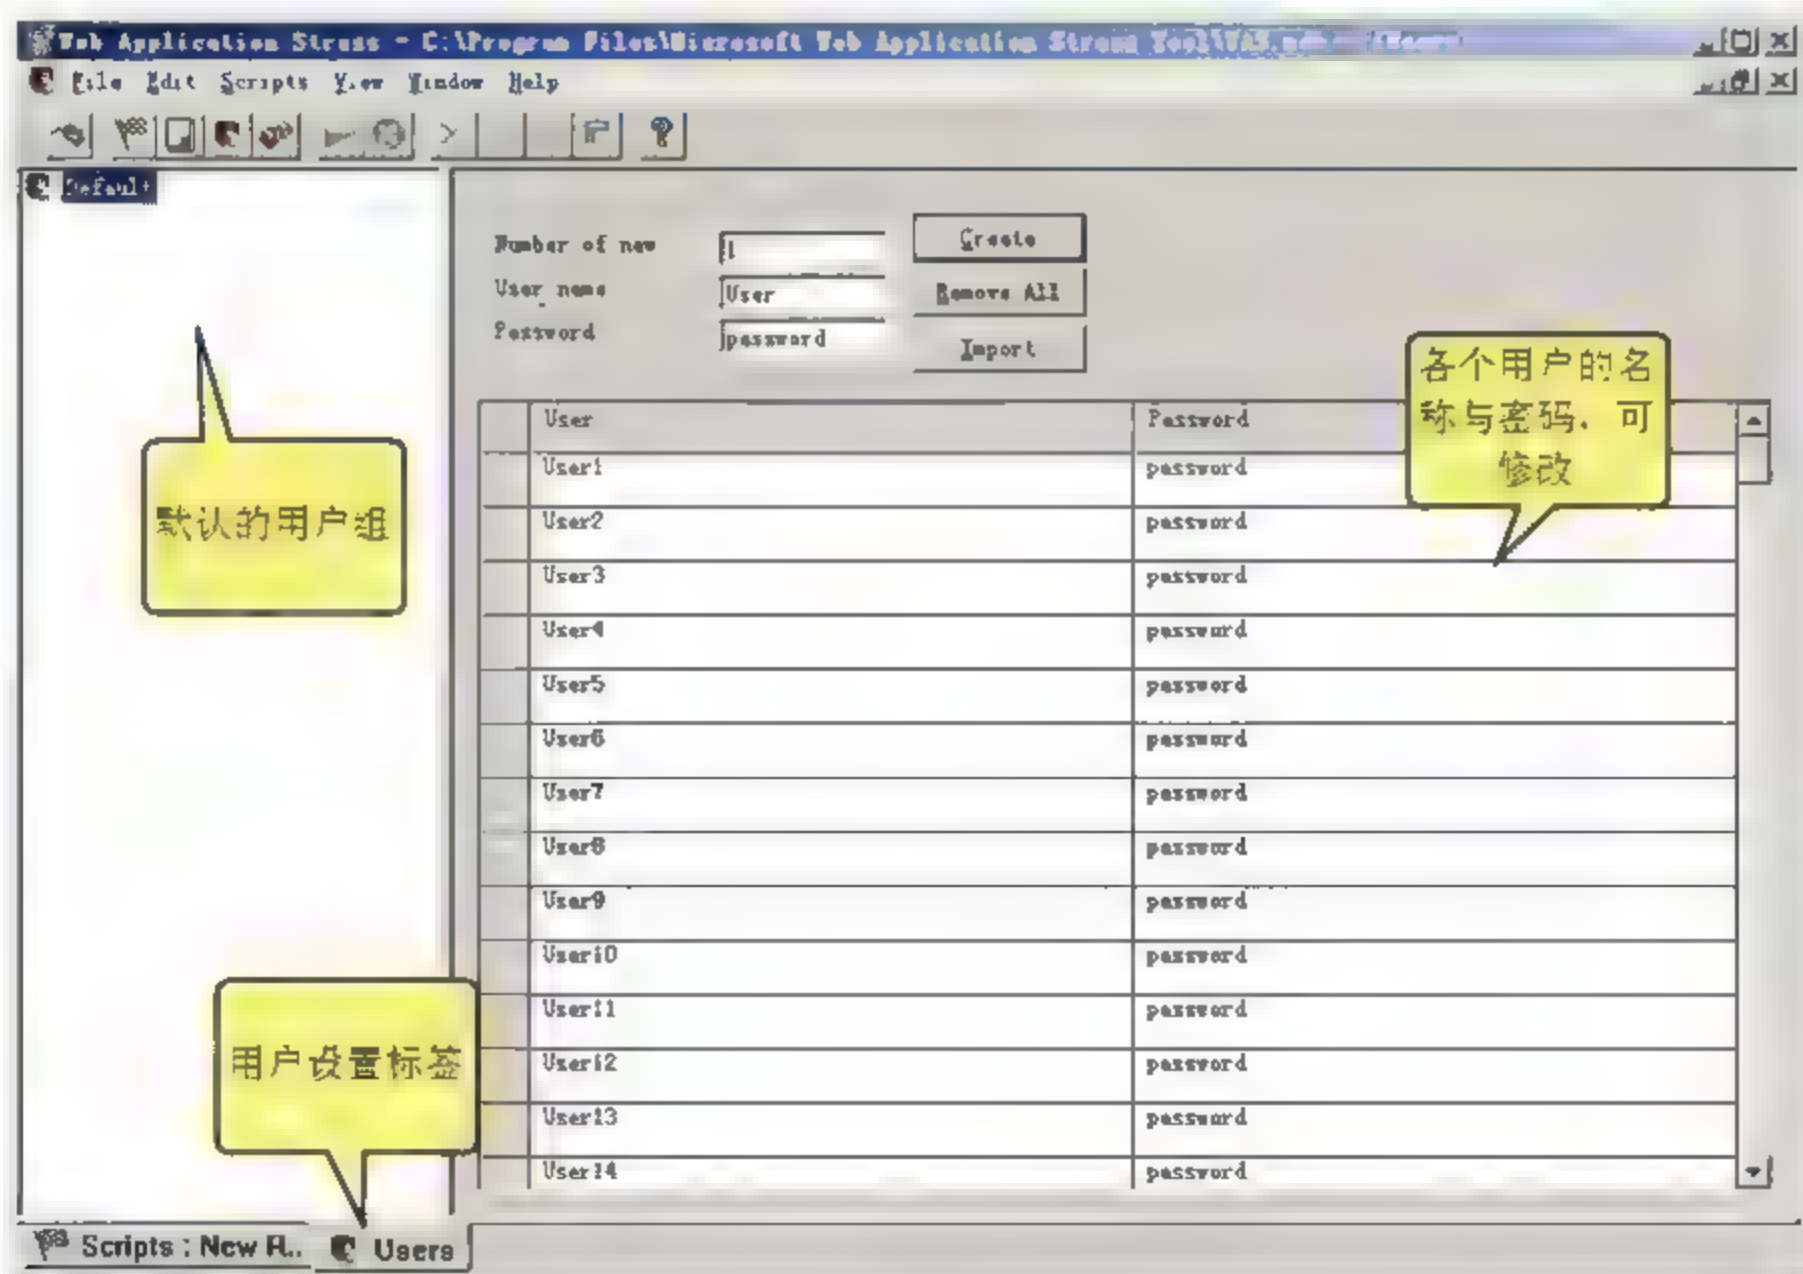 Web Application Stress - C:\Program Files\Microsoft Web Application Stress Tool\WAS.
File Edit Scripts View Window Help
Default
Number of new
1
Create
User name
User
Remove All
Password
password
Import
各个用户的名
称与密码，可
修改
默认的用户组
User Password
User1 password
User2 password
User3 password
User4 password
User5 password
User6 password
User7 password
User8 password
User9 password
User10 password
User11 password
User12 password
User13 password
User14 password
用户设置标签
Scripts : New R..
Users